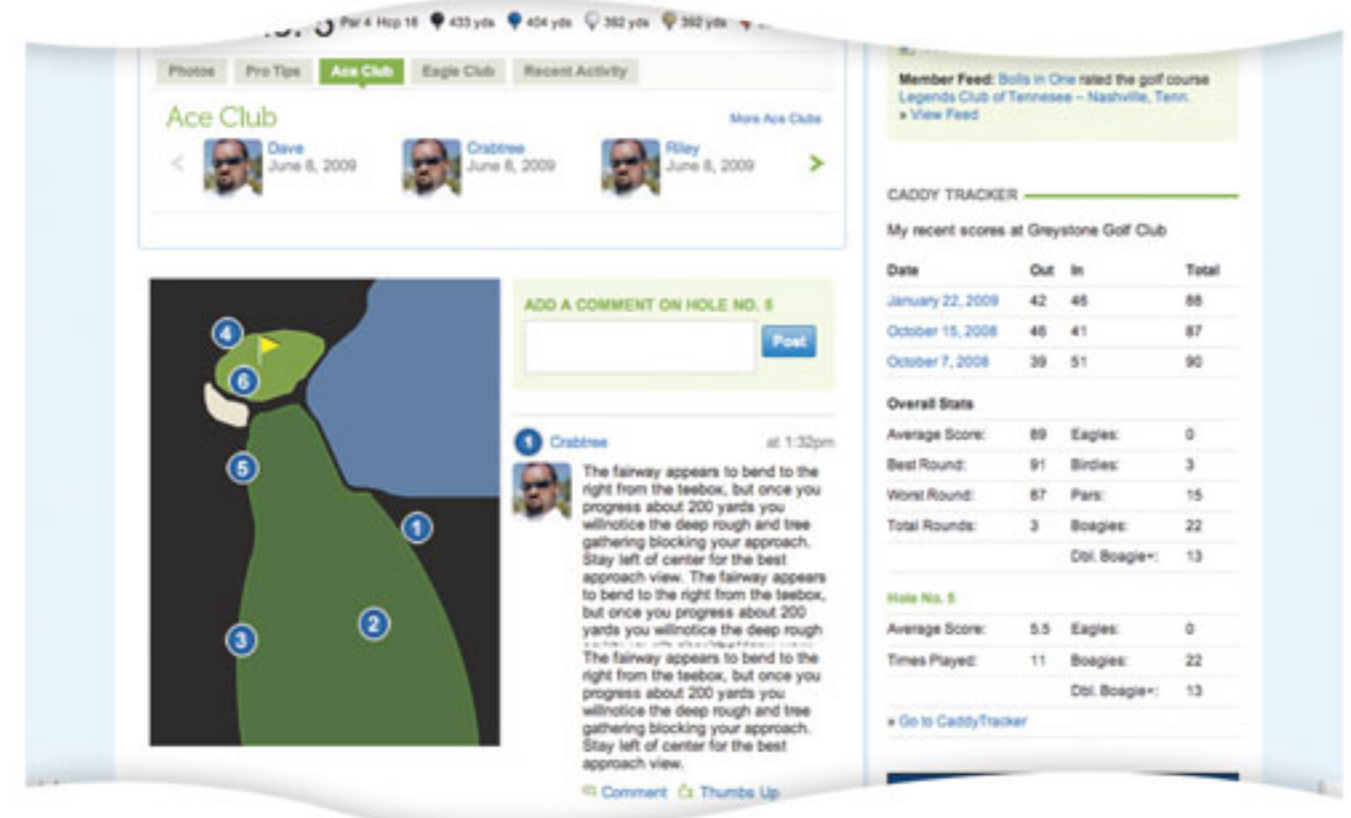 Par 4 Hcp 16 433 yds 404 yds 392 yds 392 yds
Photos Pro Tips Ace Club Eagle Club Recent Activity
Ace Club
More Ace Clubs
Dave
June 8, 2009
Crabtree
June 8, 2009
Riley
June 8, 2009
4
6
5
1
2
3
ADD A COMMENT ON HOLE NO. 5
Post
1 Crabtree at 1:32pm
The fairway appears to bend to the
right from the teebox, but once you
progress about 200 yards you
willnotice the deep rough and tree
gathering blocking your approach.
Stay left of center for the best
approach view. The fairway appears
to bend to the right from the teebox,
but once you progress about 200
yards you willnotice the deep rough
The fairway appears to bend to the
right from the teebox, but once you
progress about 200 yards you
willnotice the deep rough and tree
gathering blocking your approach.
Stay left of center for the best
approach view.
Comment Thumbs Up
Member Feed: Bolls in One rated the golf course
Legends Club of Tennesee – Nashville, Tenn.
» View Feed
CADDY TRACKER
My recent scores at Greystone Golf Club
Date Out In Total
January 22, 2009 42 46 88
October 15, 2008 46 41 87
October 7, 2008 39 51 90
Overall Stats
Average Score: 89 Eagles: 0
Best Round: 91 Birdies: 3
Worst Round: 87 Pars: 15
Total Rounds: 3 Boagies: 22
Dbl. Boagie+: 13
Hole No. 5
Average Score: 5.5 Eagles: 0
Times Played: 11 Boagies: 22
Dbl. Boagie+: 13
» Go to CaddyTracker